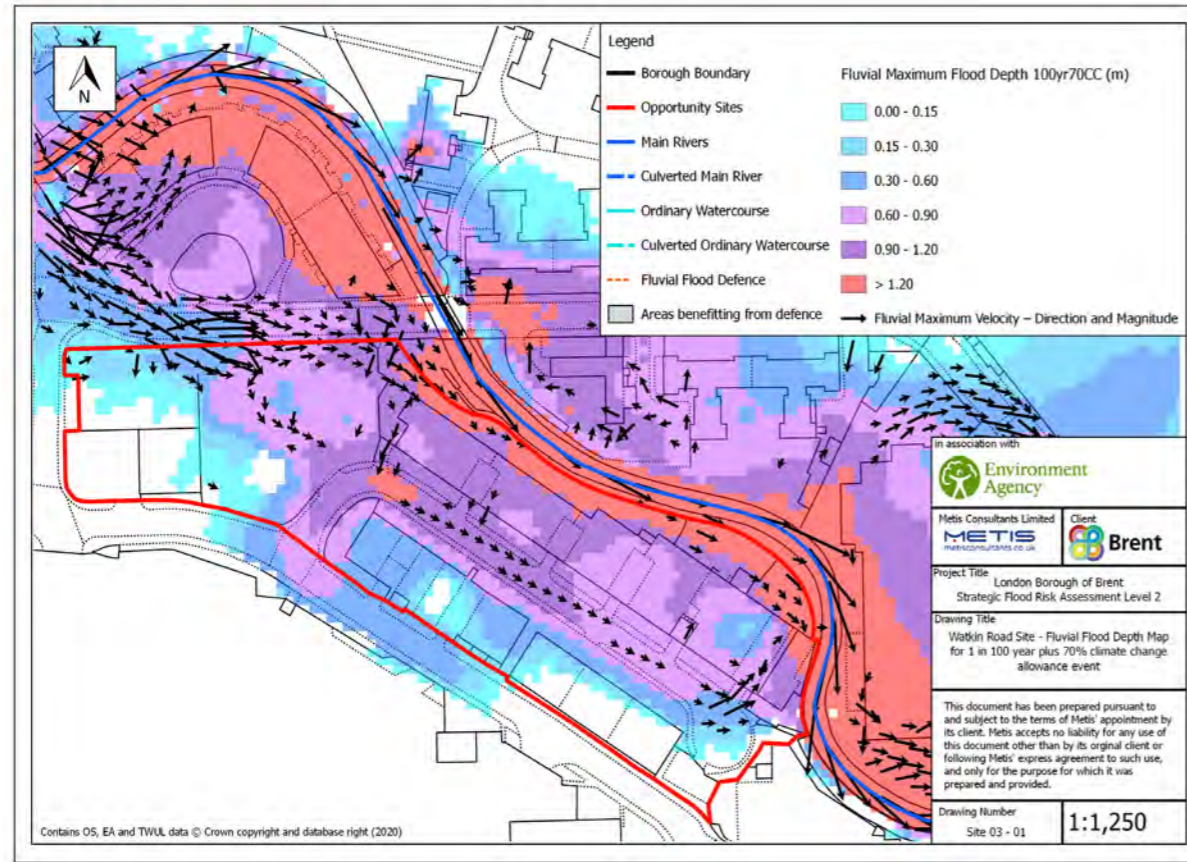 N
Legend
Borough Boundary
Opportunity Sites
Main Rivers
Culverted Main River
Ordinary Watercourse
Culverted Ordinary Watercourse
Fluvial Flood Defence
Areas benefitting from defence
Fluvial Maximum Flood Depth 100yr70CC (m)
0.00 - 0.15
0.15 - 0.30
0.30 - 0.60
0.60 - 0.90
0.90 - 1.20
> 1.20
Fluvial Maximum Velocity – Direction and Magnitude
in association with
Environment
Agency
Metis Consultants Limited
METIS
metisconsultants.co.uk
Client
Brent
Project Title
London Borough of Brent
Strategic Flood Risk Assessment Level 2
Drawing Title
Watkin Road Site - Fluvial Flood Depth Map
for 1 in 100 year plus 70% climate change
allowance event
This document has been prepared pursuant to
and subject to the terms of Metis' appointment by
its client. Metis accepts no liability for any use of
this document other than by its orginal client or
following Metis' express agreement to such use,
and only for the purpose for which it was
prepared and provided.
Drawing Number
Site 03 - 01
1:1,250
Contains OS, EA and TWUL data © Crown copyright and database right (2020)